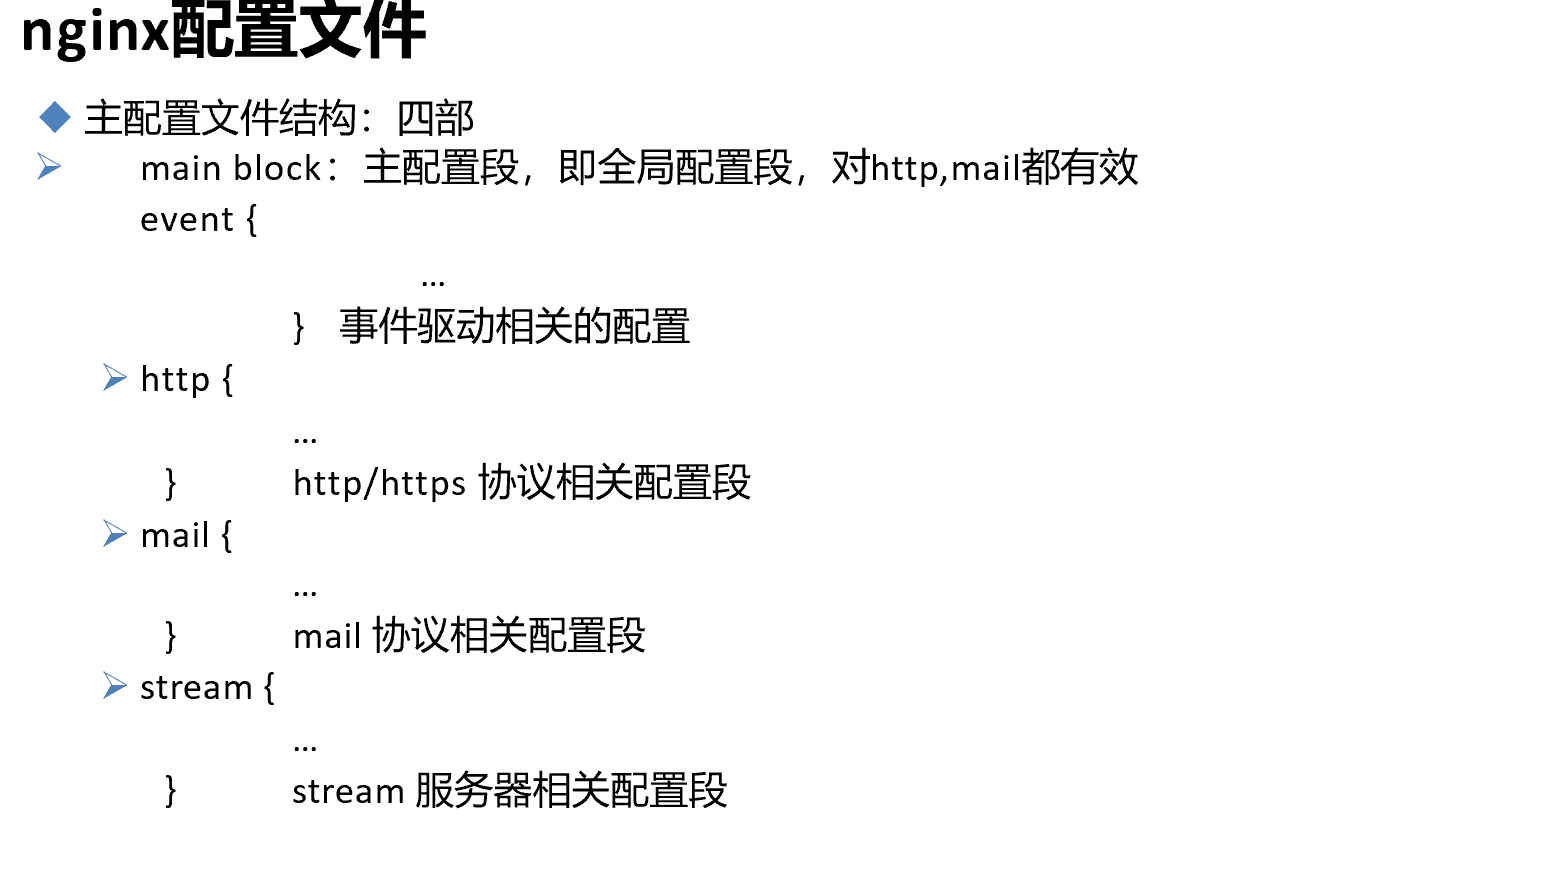 nginx配置文件
主配置文件结构：四部
main block：主配置段，即全局配置段，对http,mail都有效
event {
...
} 事件驱动相关的配置
http {
...
} http/https 协议相关配置段
mail {
...
} mail 协议相关配置段
stream {
...
} stream 服务器相关配置段